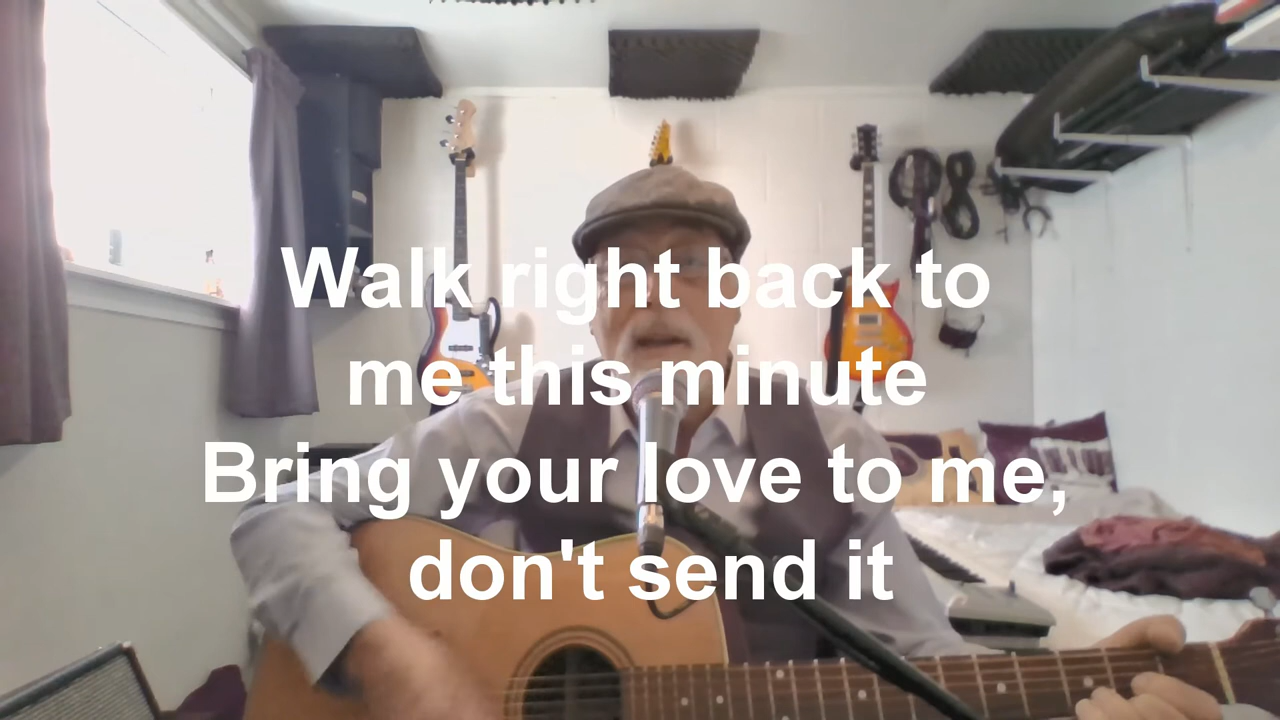 Walk right back to
me this minute
Bring your love to me,
don't send it